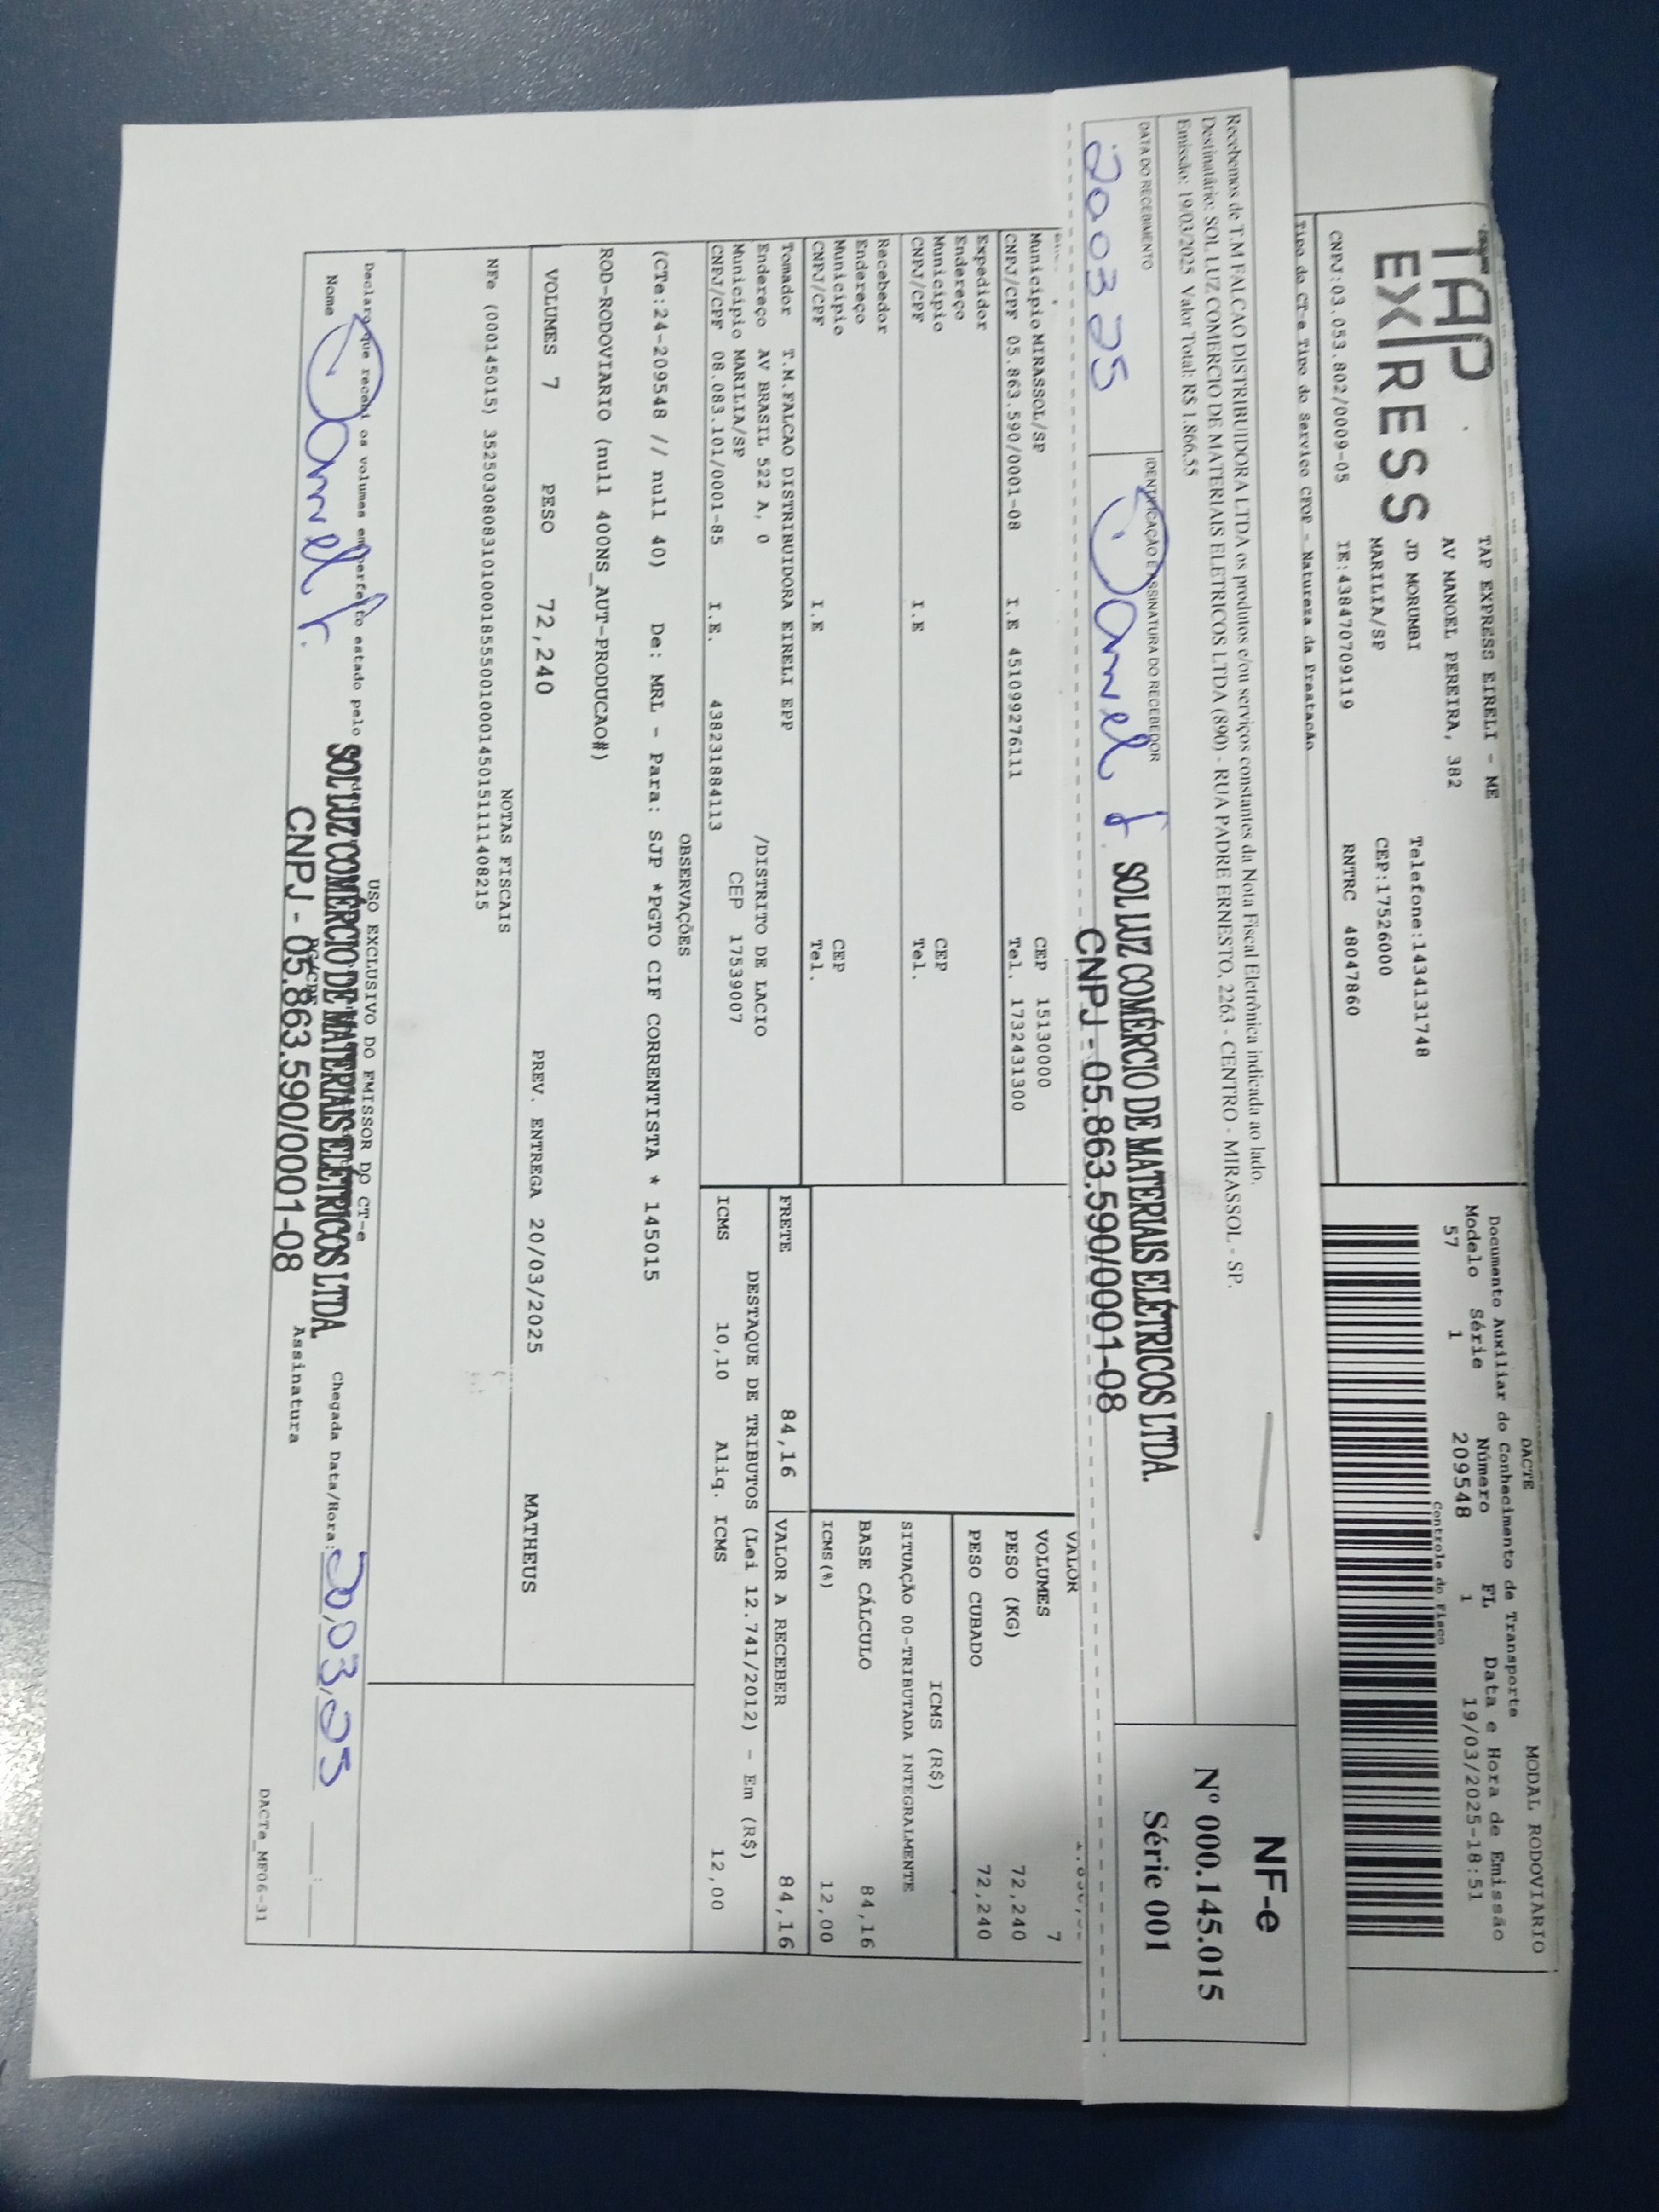 TAP
EXPRESS
TAP EXPRESS EIRELI - ME
AV MANOEL PEREIRA, 382
JD MORUMBI Telefone:1434131748
MARILIA/SP CEP:17526000
CNPJ:03.053.802/0009-05 IE:438470709119 RNTRC 48047860
DACTE MODAL RODOVIARIO
Documento Auxiliar do Conhecimento de Transporte
Modelo Série Número FL Data e Hora de Emissão
57 1 209548 1 19/03/2025-18:51
Controle do Fisco
Tipo do CT-e Tipo do Serviço CFOP - Natureza da Prestação
Recebemos de T.M FALCAO DISTRIBUIDORA LTDA os produtos e/ou serviços constantes da Nota Fiscal Eletrônica indicada ao lado.
Destinatário: SOL LUZ COMERCIO DE MATERIAIS ELETRICOS LTDA (890) - RUA PADRE ERNESTO, 2263 - CENTRO - MIRASSOL - SP.
Emissão: 19/03/2025 Valor Total: R$ 1.866,55
NF-e
Nº 000.145.015
Série 001
DATA DO RECEBIMENTO IDENTIFICAÇÃO E ASSINATURA DO RECEBEDOR
20 03 25 Daniel
SOL LUZ COMÉRCIO DE MATERIAIS ELÉTRICOS LTDA.
CNPJ - 05.863.590/0001-08
Município MIRASSOL/SP CEP 15130000
CNPJ/CPF 05.863.590/0001-08 I.E 451099276111 Tel. 1732431300
Expedidor
Endereço
Município CEP
CNPJ/CPF I.E Tel.
Recebedor
Endereço
Município CEP
CNPJ/CPF I.E Tel.
VALOR
VOLUMES 7
PESO (KG) 72,240
PESO CUBADO 72,240
ICMS (R$)
SITUAÇÃO 00-TRIBUTADA INTEGRALMENTE
BASE CÁLCULO 84,16
ICMS(%) 12,00
Tomador T.M.FALCAO DISTRIBUIDORA EIRELI EPP
Endereço AV BRASIL 522 A, 0 /DISTRITO DE LACIO
Município MARILIA/SP CEP 17539007
CNPJ/CPF 08.083.101/0001-85 I.E. 438231884113
FRETE 84,16 VALOR A RECEBER 84,16
DESTAQUE DE TRIBUTOS (Lei 12.741/2012) - Em (R$)
ICMS 10,10 Aliq. ICMS 12,00
OBSERVAÇÕES
(CTe:24-209548 // null 40) De: MRL - Para: SJP *PGTO CIF CORRENTISTA * 145015
ROD-RODOVIARIO (null 400NS_AUT-PRODUCAO#)
VOLUMES 7 PESO 72,240 PREV. ENTREGA 20/03/2025 MATHEUS
NOTAS FISCAIS
NFe (000145015) 35250308083101000185550010001450151111408215
USO EXCLUSIVO DO EMISSOR DO CT-e
Declaro que recebi os volumes em perfeito estado pelo
Nome Daniel
SOL LUZ COMÉRCIO DE MATERIAIS ELÉTRICOS LTDA.
CNPJ - 05.863.590/0001-08
Chegada Data/Hora: 20,03,25
Assinatura
DACTe_MF06-31